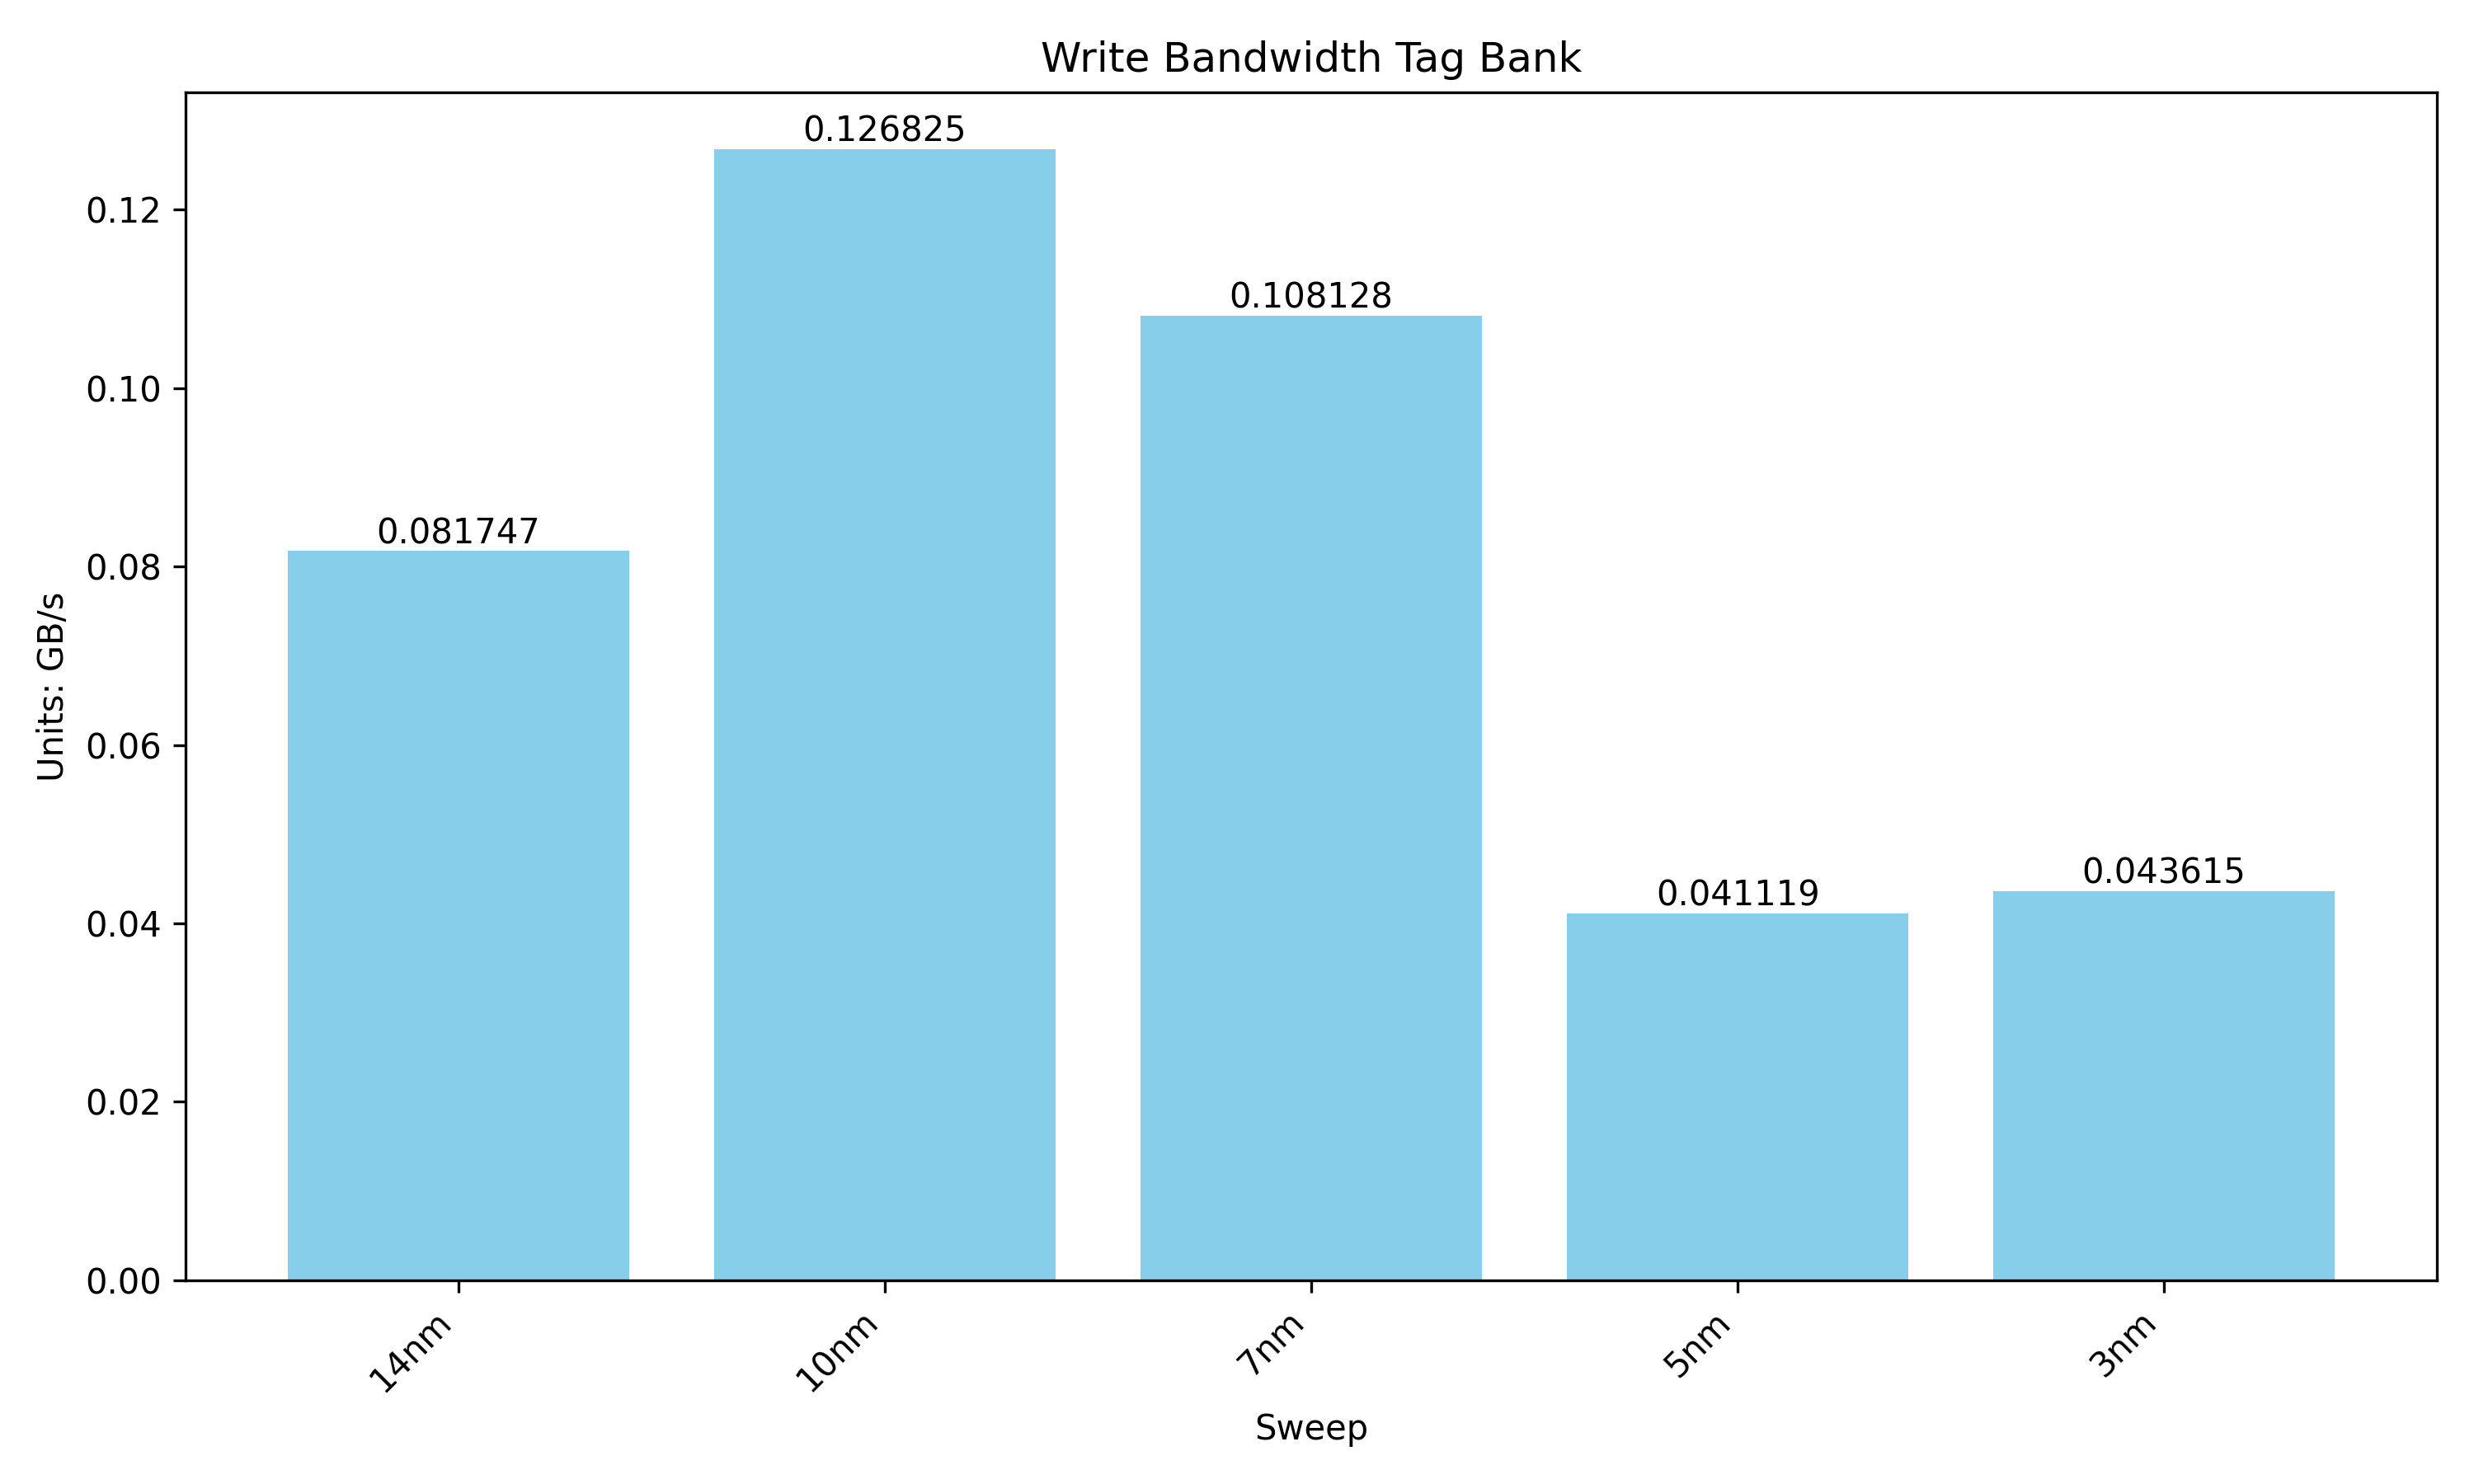 Write Bandwidth Tag Bank
Units: GB/s
0.12
0.10
0.08
0.06
0.04
0.02
0.00
0.081747
0.126825
0.108128
0.041119
0.043615
14nm
10nm
7nm
5nm
3nm
Sweep